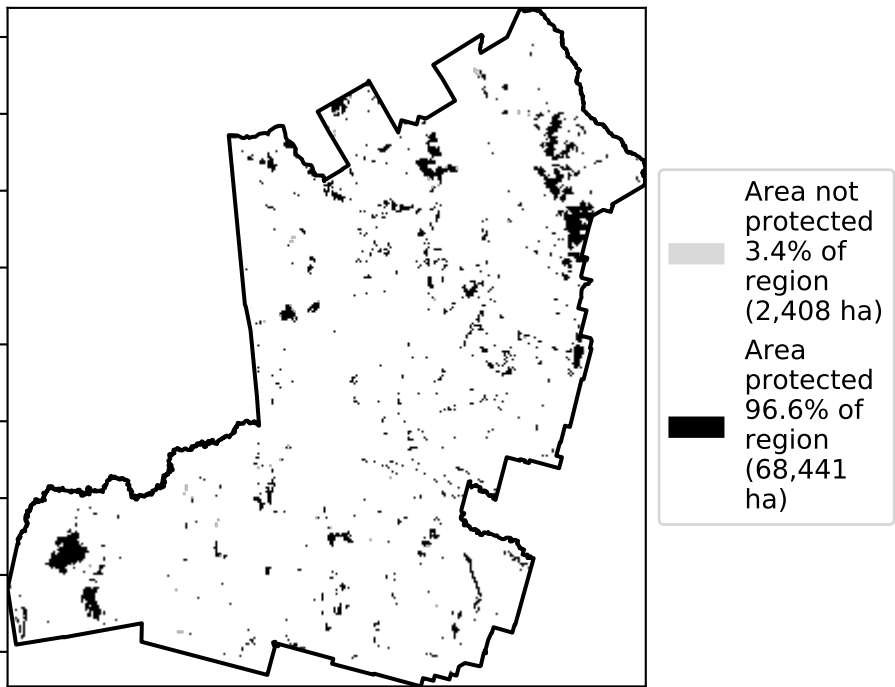 Area not
protected
3.4% of
region
(2,408 ha)
Area
protected
96.6% of
region
(68,441
ha)